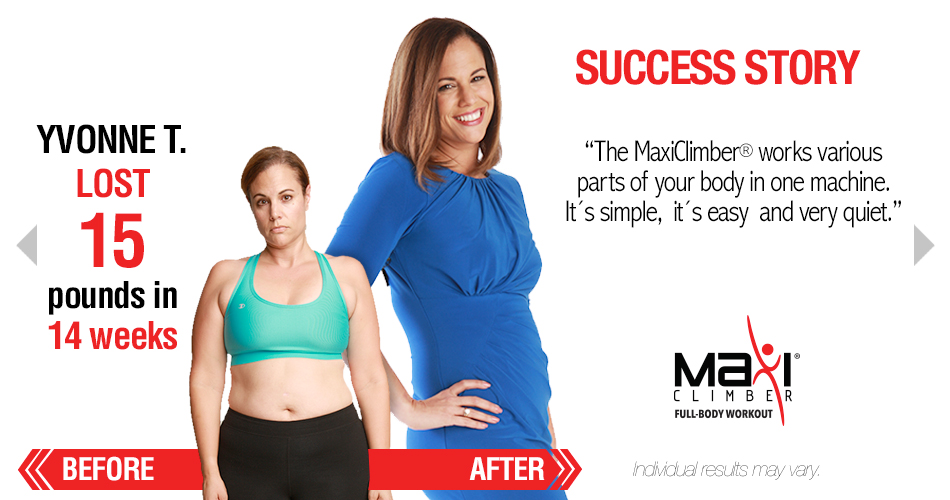 YVONNE T.
LOST
15
pounds in
14 weeks
BEFORE
AFTER
SUCCESS STORY
“The MaxiClimber® works various
parts of your body in one machine.
It´s simple, it´s easy and very quiet.”
MAXI®
CLIMBER
FULL-BODY WORKOUT
Individual results may vary.